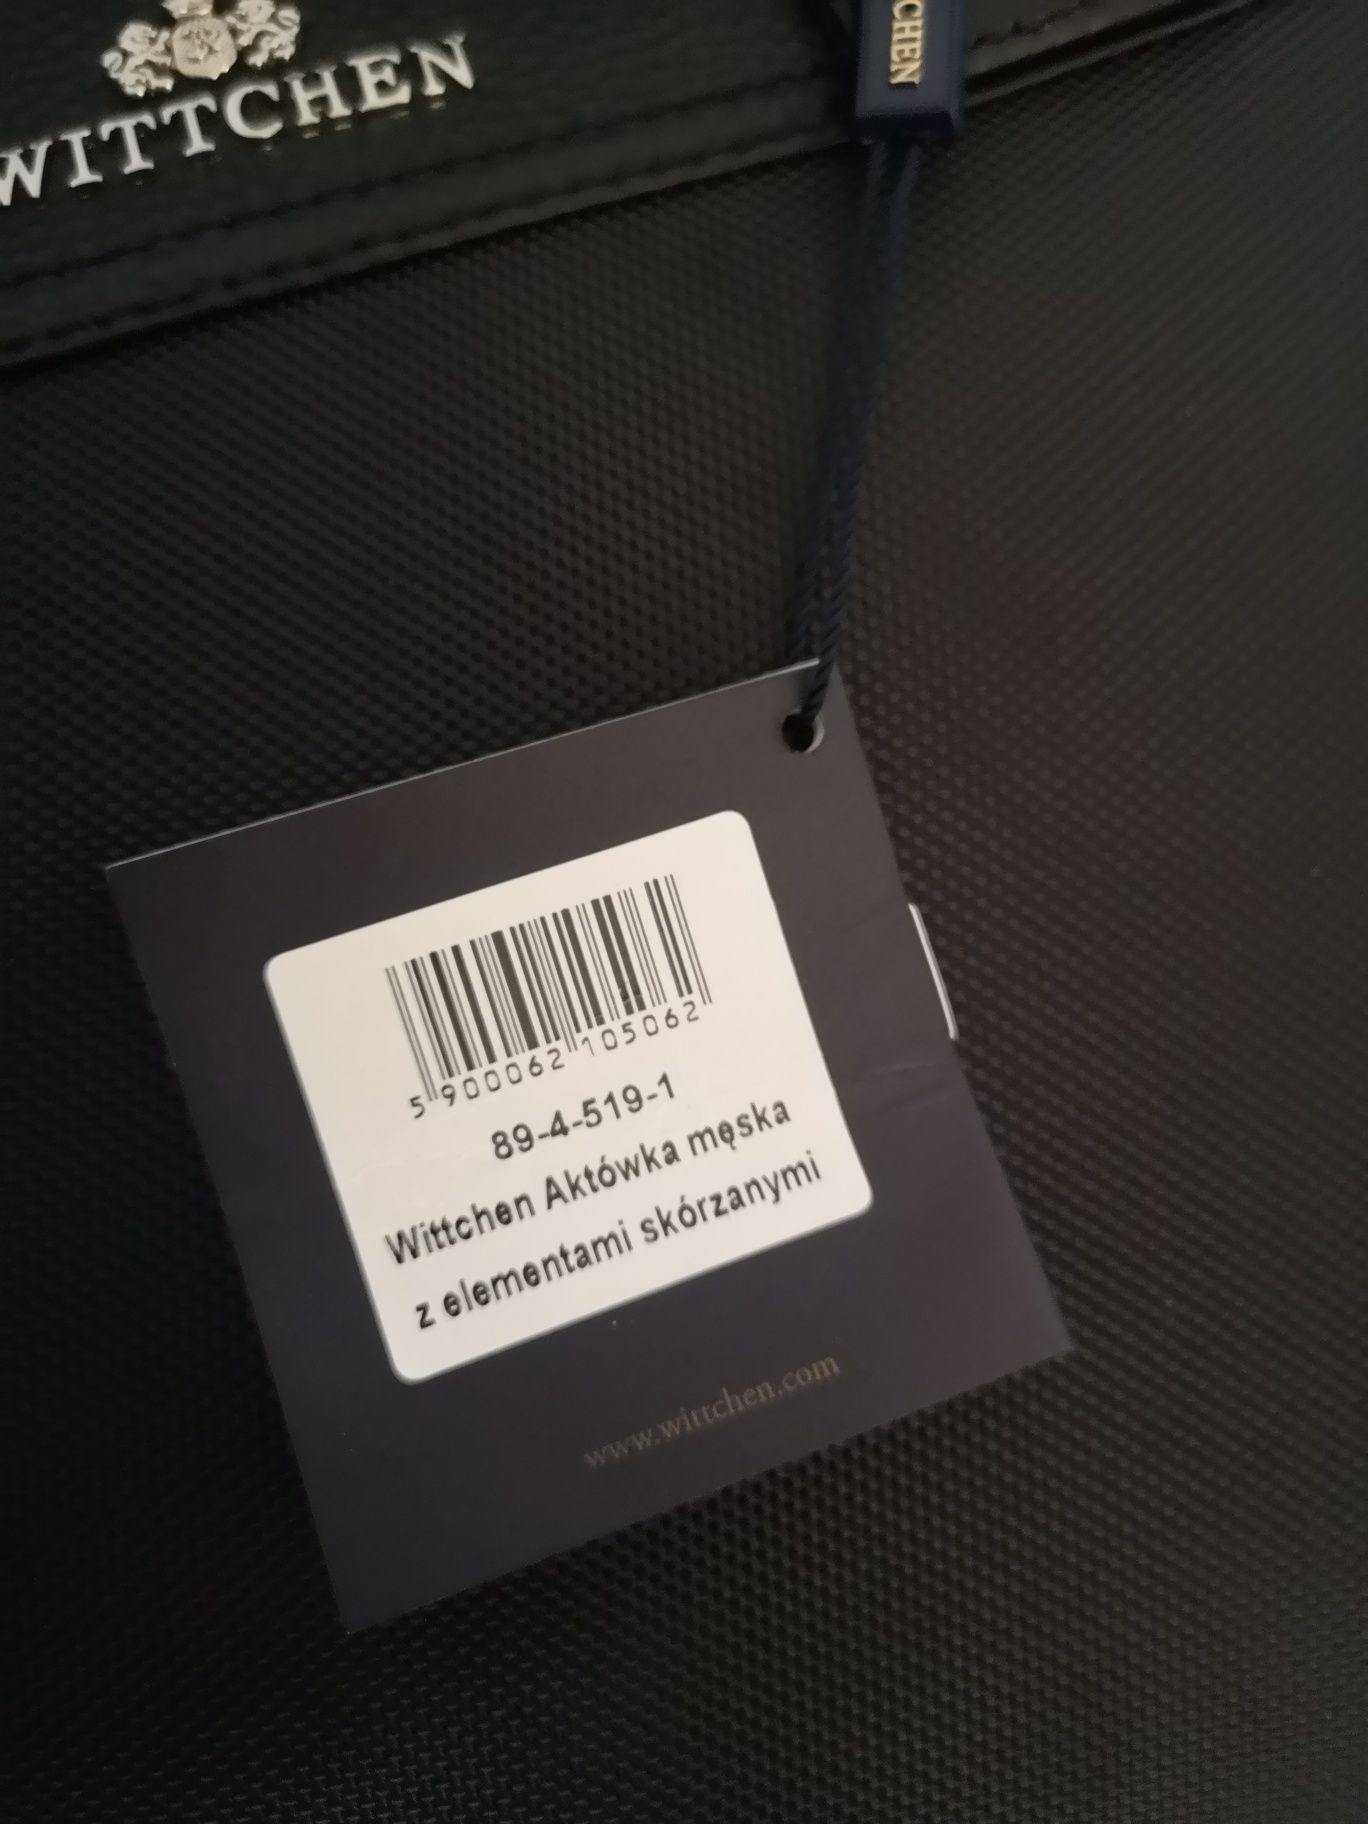 WITTCHEN
CHEN
5 900062 105062
89-4-519-1
Wittchen Aktówka męska
z elementami skórzanymi
www.wittchen.com